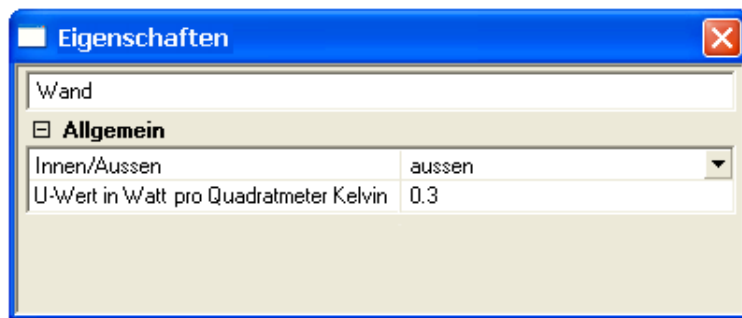 Eigenschaften
Wand
Allgemein
Innen/Aussen aussen
U-Wert in Watt pro Quadratmeter Kelvin 0.3